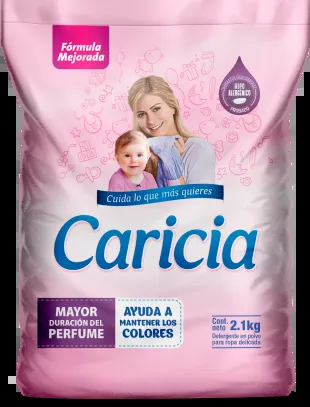 Fórmula
Mejorada
HIPO
ALERGÉNICO
PROBADO
Cuida lo que más quieres
Caricia
MAYOR
DURACIÓN DEL
PERFUME
AYUDA A
MANTENER LOS
COLORES
Cont.
neto 2.1kg
Detergente en polvo
para ropa delicada